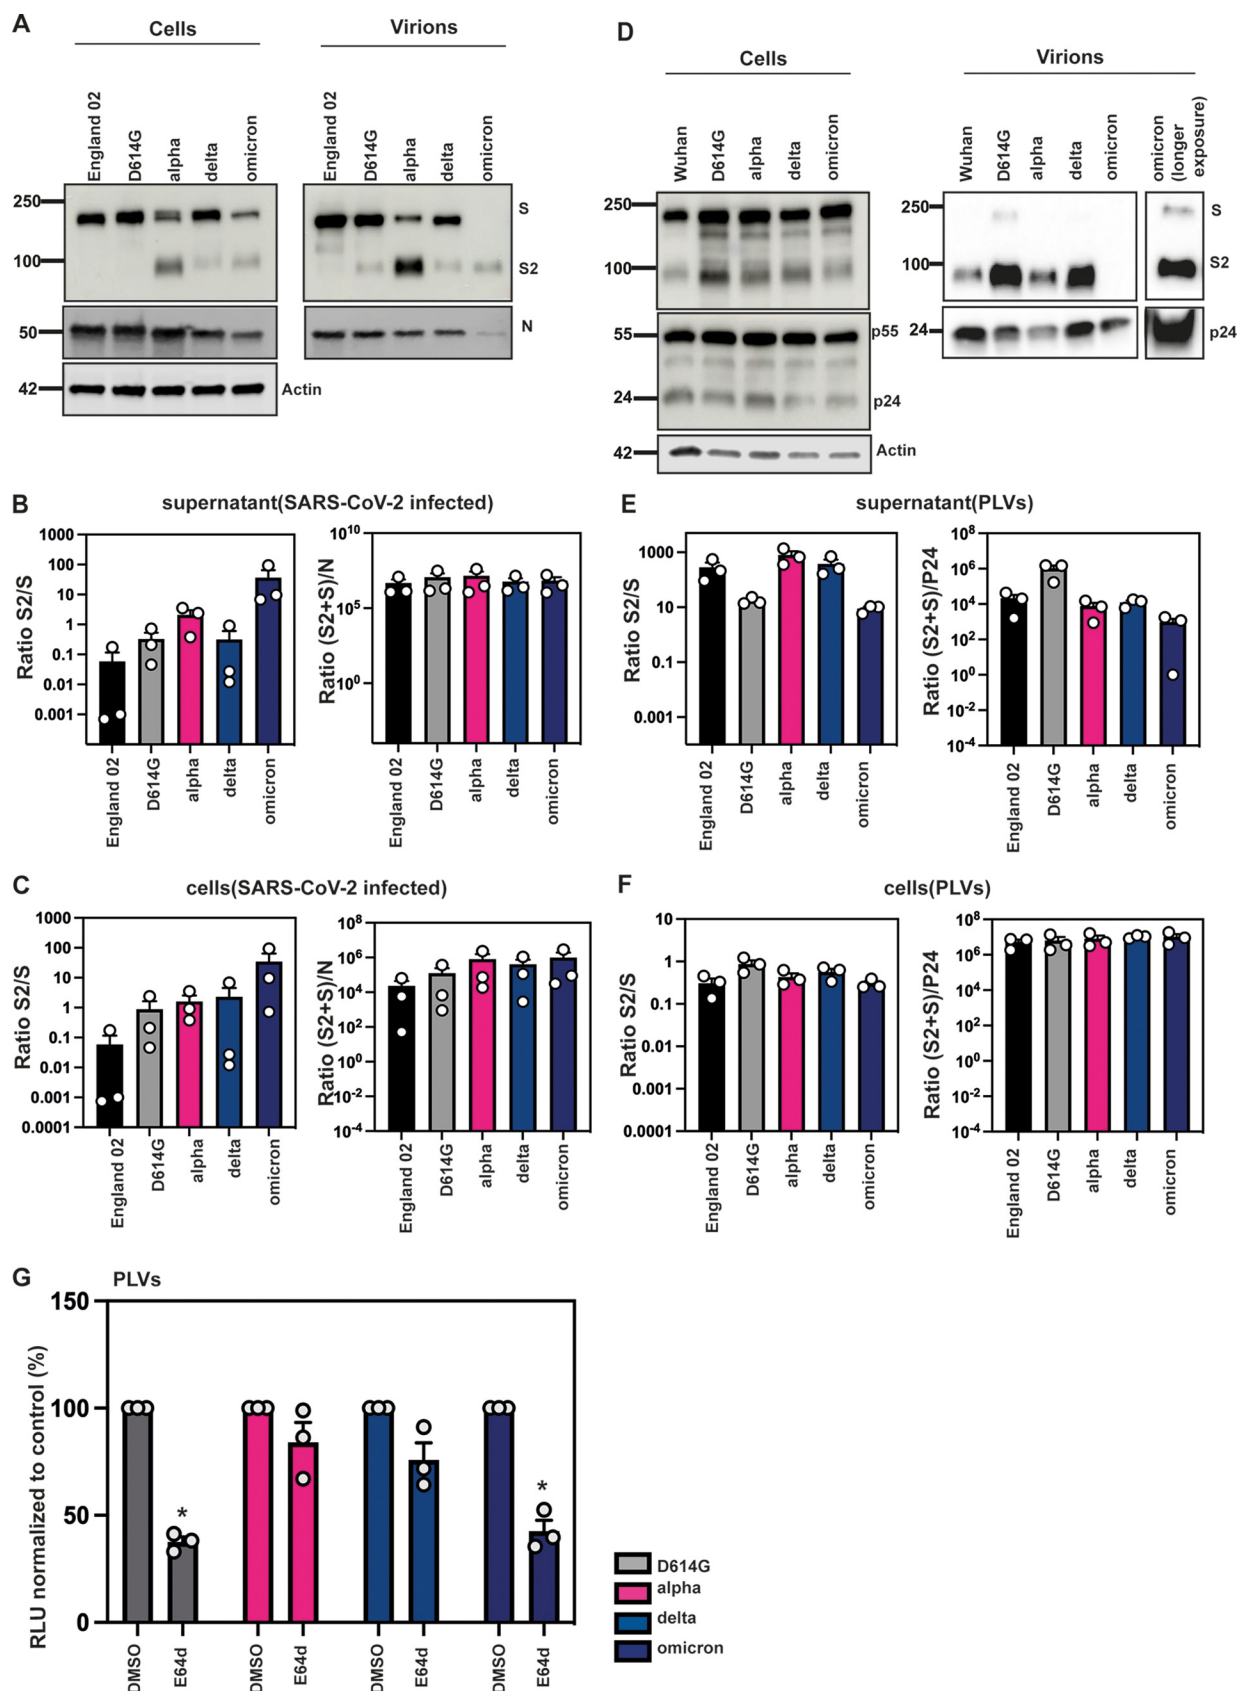 A
Cells
Virions
England 02
D614G
alpha
delta
omicron
England 02
D614G
alpha
delta
omicron
250
100
50
42
S
S2
N
Actin
D
Cells
Virions
Wuhan
D614G
alpha
delta
omicron
Wuhan
D614G
alpha
delta
omicron
omicron
(longer
exposure)
250
100
55
24
42
p55
p24
Actin
250
100
24
S
S2
p24
B
supernatant(SARS-CoV-2 infected)
Ratio S2/S
1000
100
10
1
0.1
0.01
0.001
England 02
D614G
alpha
delta
omicron
Ratio (S2+S)/N
10^10
10^5
10^0
England 02
D614G
alpha
delta
omicron
E
supernatant(PLVs)
Ratio S2/S
1000
10
0.1
0.001
England 02
D614G
alpha
delta
omicron
Ratio (S2+S)/P24
10^8
10^6
10^4
10^2
10^0
10^-2
10^-4
England 02
D614G
alpha
delta
omicron
C
cells(SARS-CoV-2 infected)
Ratio S2/S
1000
100
10
1
0.1
0.01
0.001
0.0001
England 02
D614G
alpha
delta
omicron
Ratio (S2+S)/N
10^8
10^6
10^4
10^2
10^0
10^-2
10^-4
England 02
D614G
alpha
delta
omicron
F
cells(PLVs)
Ratio S2/S
10
1
0.1
0.01
0.001
0.0001
England 02
D614G
alpha
delta
omicron
Ratio (S2+S)/P24
10^8
10^6
10^4
10^2
10^0
10^-2
10^-4
England 02
D614G
alpha
delta
omicron
G
PLVs
RLU normalized to control (%)
150
100
50
0
*
*
DMSO
E64d
DMSO
E64d
DMSO
E64d
DMSO
E64d
D614G
alpha
delta
omicron